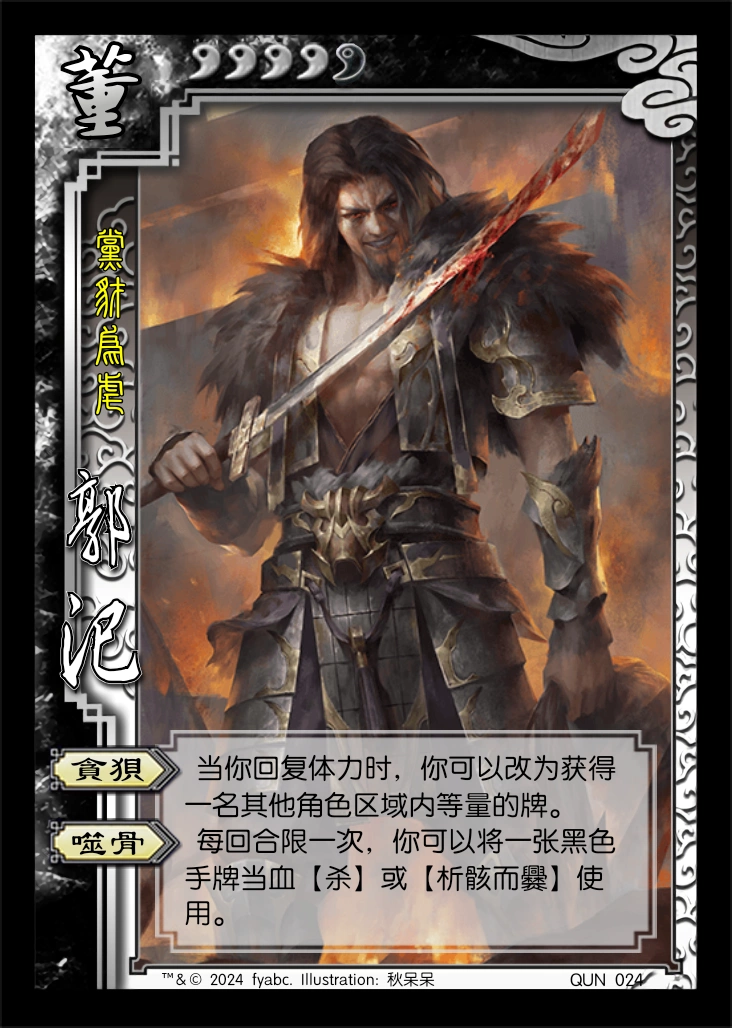 董
黨豺爲虐
郭汜
貪狽
当你回复体力时，你可以改为获得
一名其他角色区域内等量的牌。
噬骨
每回合限一次，你可以将一张黑色
手牌当血【杀】或【析骸而爨】使
用。
™&© 2024 fyabc. Illustration: 秋呆呆
QUN 024